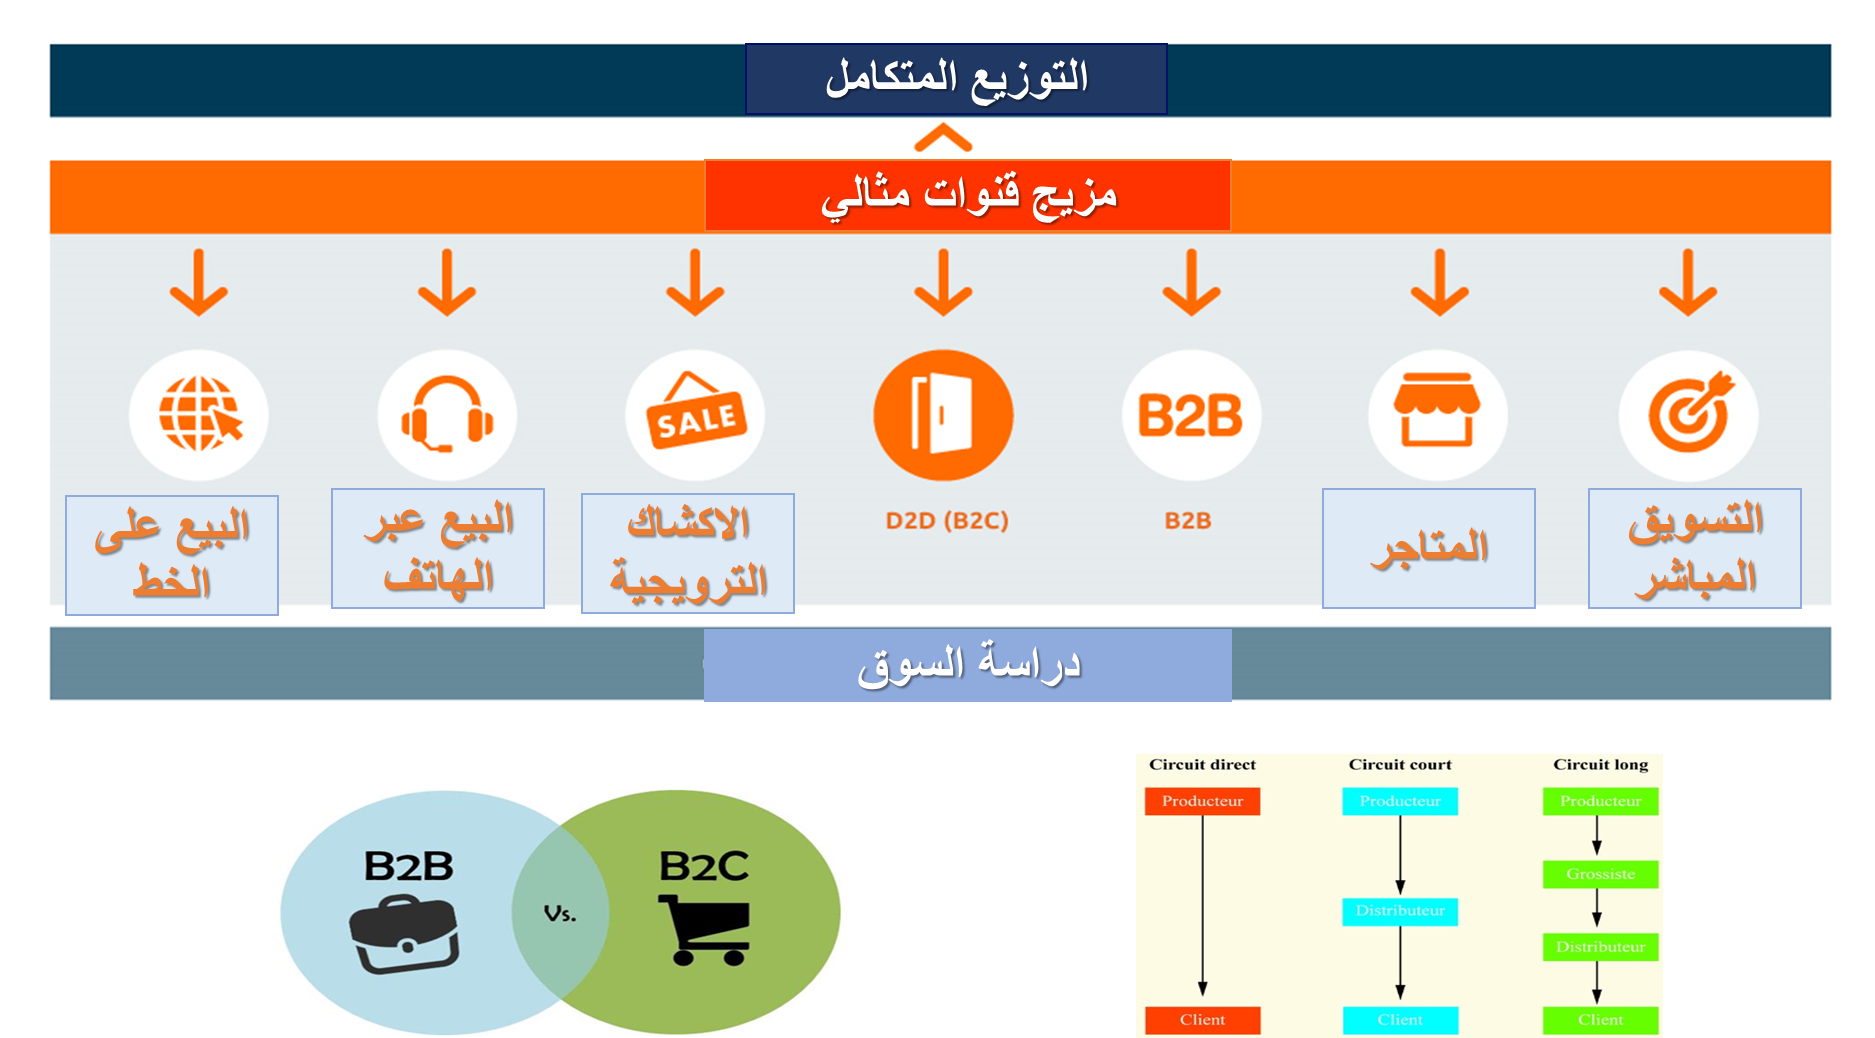 التوزيع المتكامل
مزيج قنوات مثالي
SALE
B2B
البيع على
الخط
البيع عبر
الهاتف
الاكشاك
الترويجية
D2D (B2C)
B2B
المتاجر
التسويق
المباشر
دراسة السوق
B2B
Vs.
B2C
Circuit direct
Producteur
Client
Circuit court
Producteur
Distributeur
Client
Circuit long
Producteur
Grossiste
Distributeur
Client